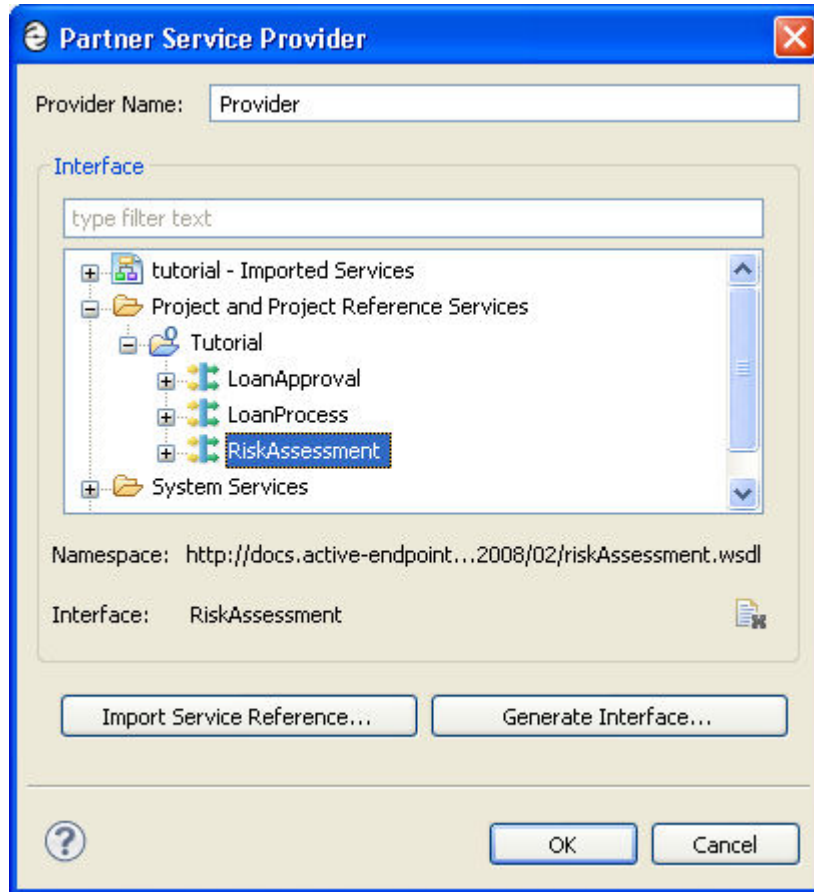 Partner Service Provider
Provider Name: Provider
Interface
type filter text
tutorial - Imported Services
Project and Project Reference Services
Tutorial
LoanApproval
LoanProcess
RiskAssessment
System Services
Namespace: http://docs.active-endpoint...2008/02/riskAssessment.wsdl
Interface: RiskAssessment
Import Service Reference... Generate Interface...
? OK Cancel